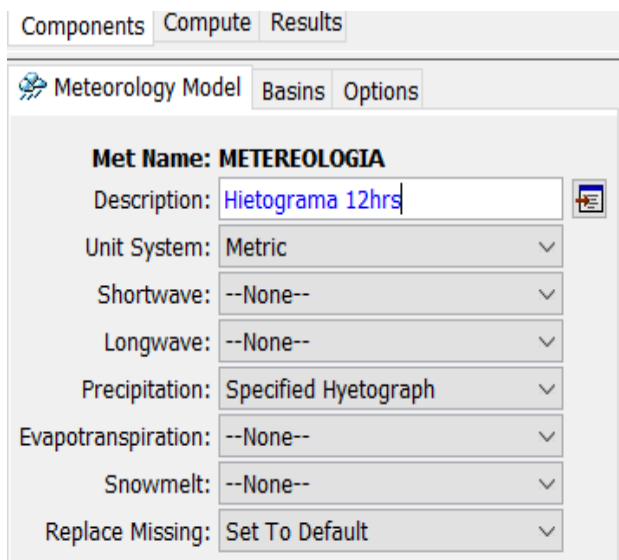 Components Compute Results
Meteorology Model Basins Options
Met Name: METEREOLOGIA
Description: Hietograma 12hrs
Unit System: Metric
Shortwave: --None--
Longwave: --None--
Precipitation: Specified Hyetograph
Evapotranspiration: --None--
Snowmelt: --None--
Replace Missing: Set To Default